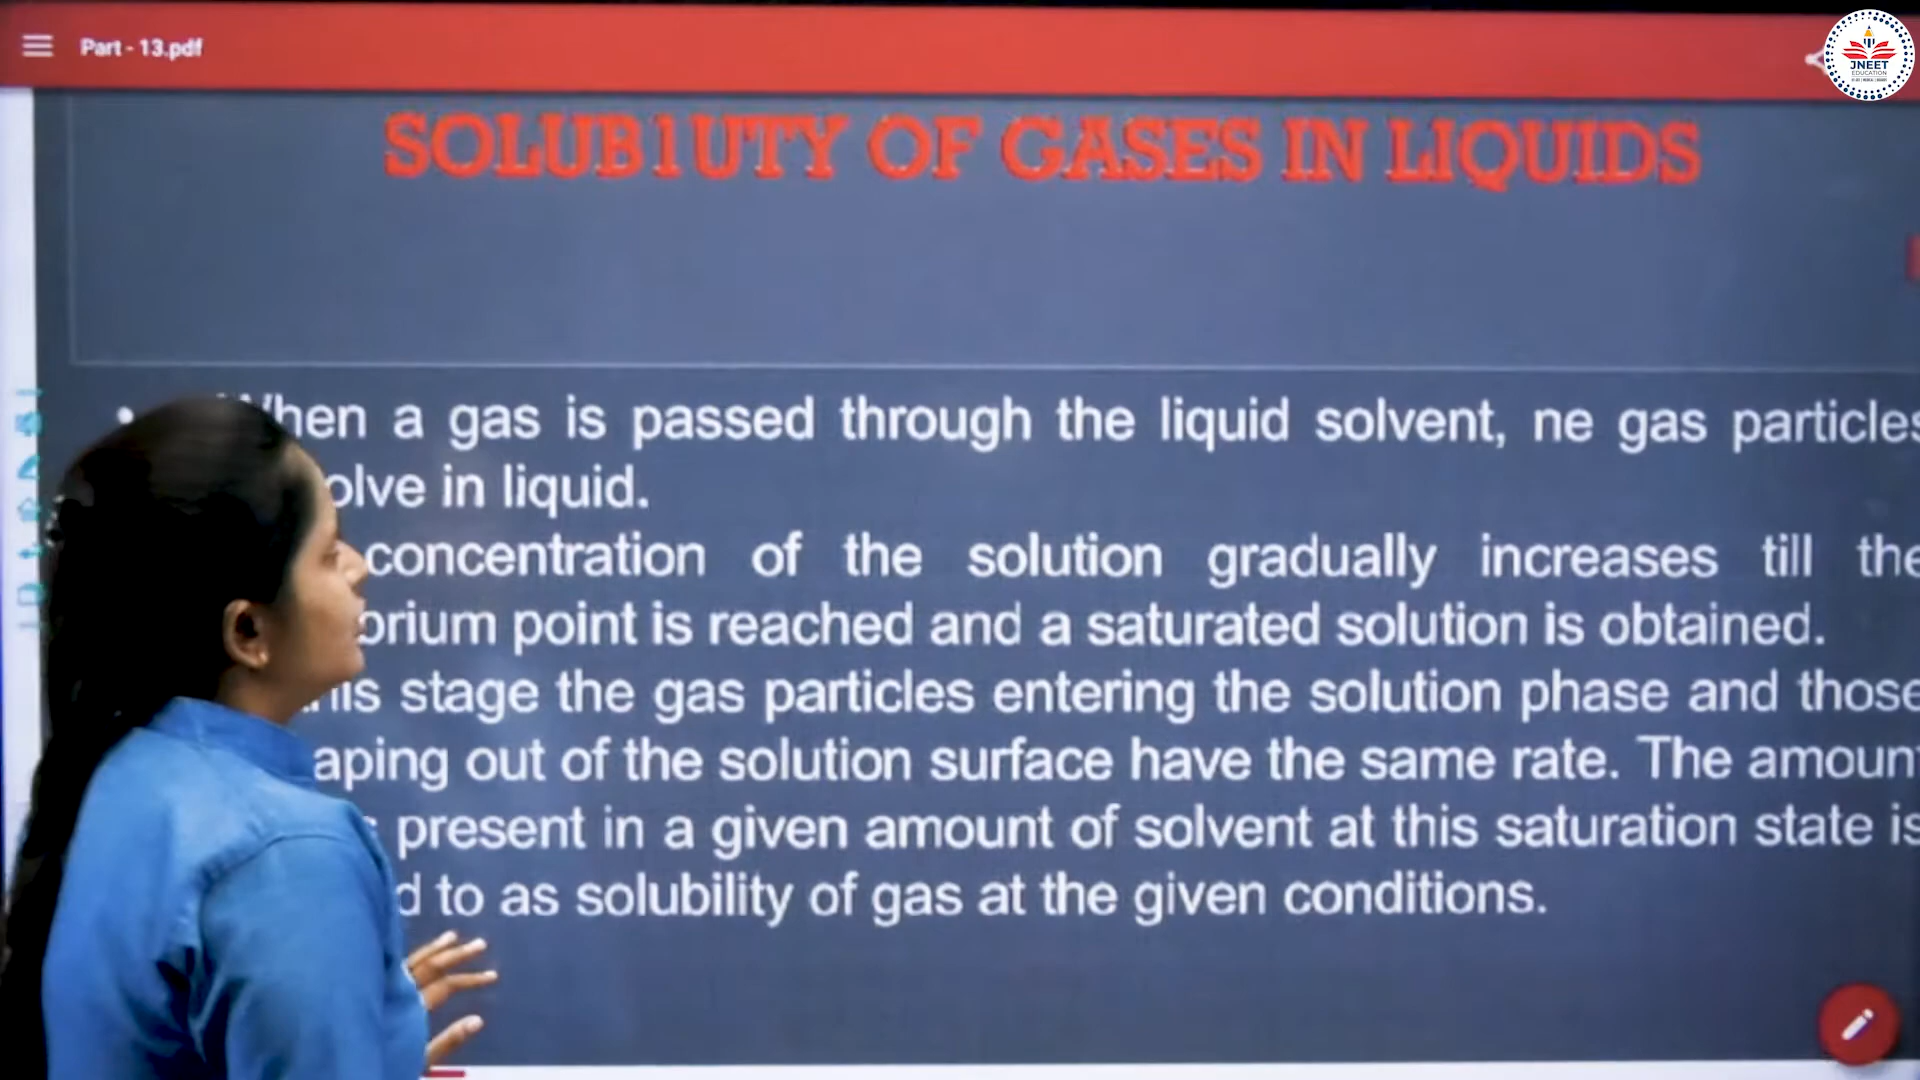 Part - 13.pdf
JNEET
EDUCATION
SOLUB1UTY OF GASES IN LIQUIDS
When a gas is passed through the liquid solvent, ne gas particles
olve in liquid.
concentration of the solution gradually increases till the
orium point is reached and a saturated solution is obtained.
his stage the gas particles entering the solution phase and those
aping out of the solution surface have the same rate. The amount
present in a given amount of solvent at this saturation state is
d to as solubility of gas at the given conditions.